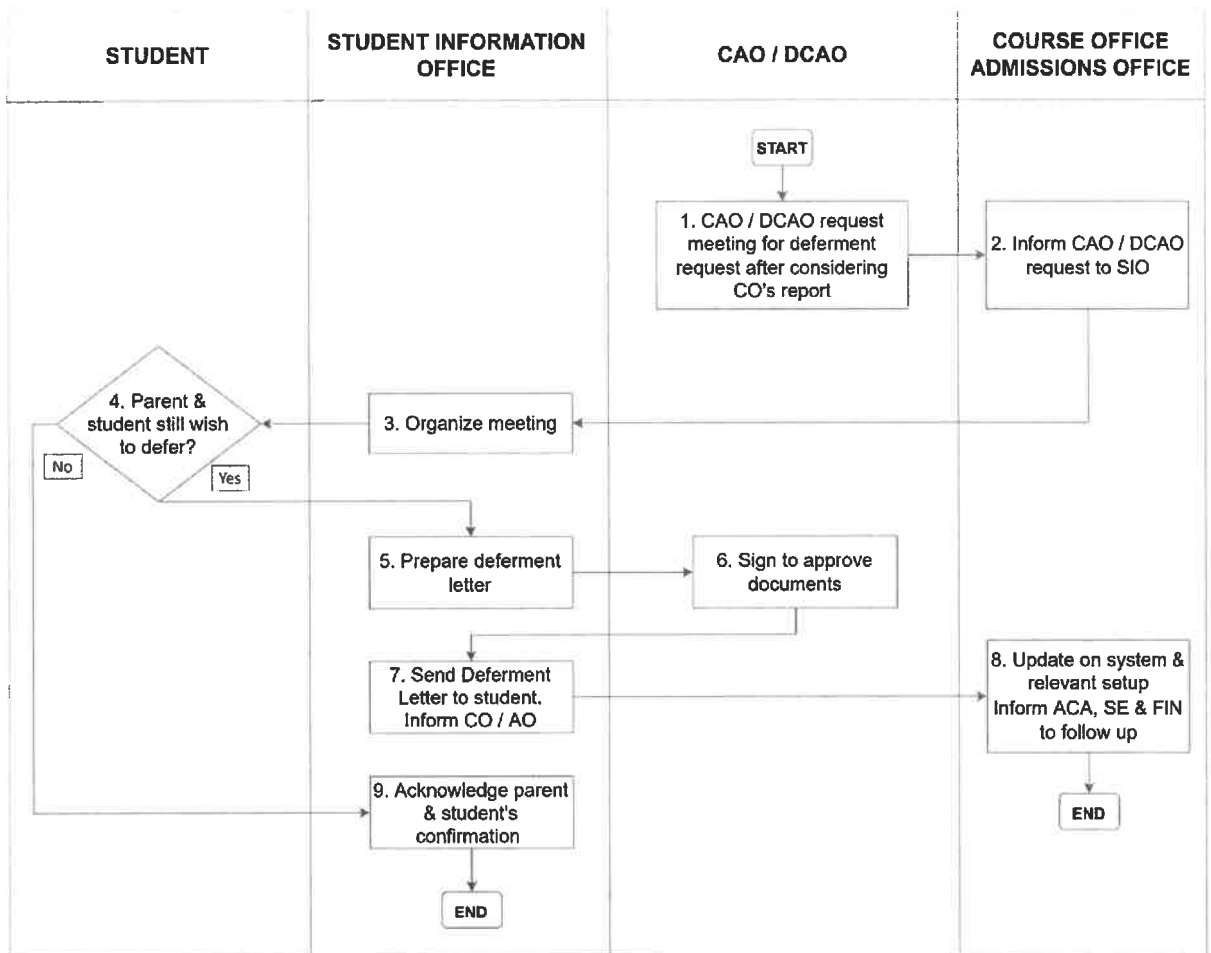 STUDENT
STUDENT INFORMATION
OFFICE
CAO / DCAO
COURSE OFFICE
ADMISSIONS OFFICE
START
1. CAO / DCAO request
meeting for deferment
request after considering
CO's report
2. Inform CAO / DCAO
request to SIO
4. Parent &
student still wish
to defer?
3. Organize meeting
No
Yes
5. Prepare deferment
letter
6. Sign to approve
documents
7. Send Deferment
Letter to student.
Inform CO / AO
8. Update on system &
relevant setup
Inform ACA, SE & FIN
to follow up
9. Acknowledge parent
& student's
confirmation
END
END